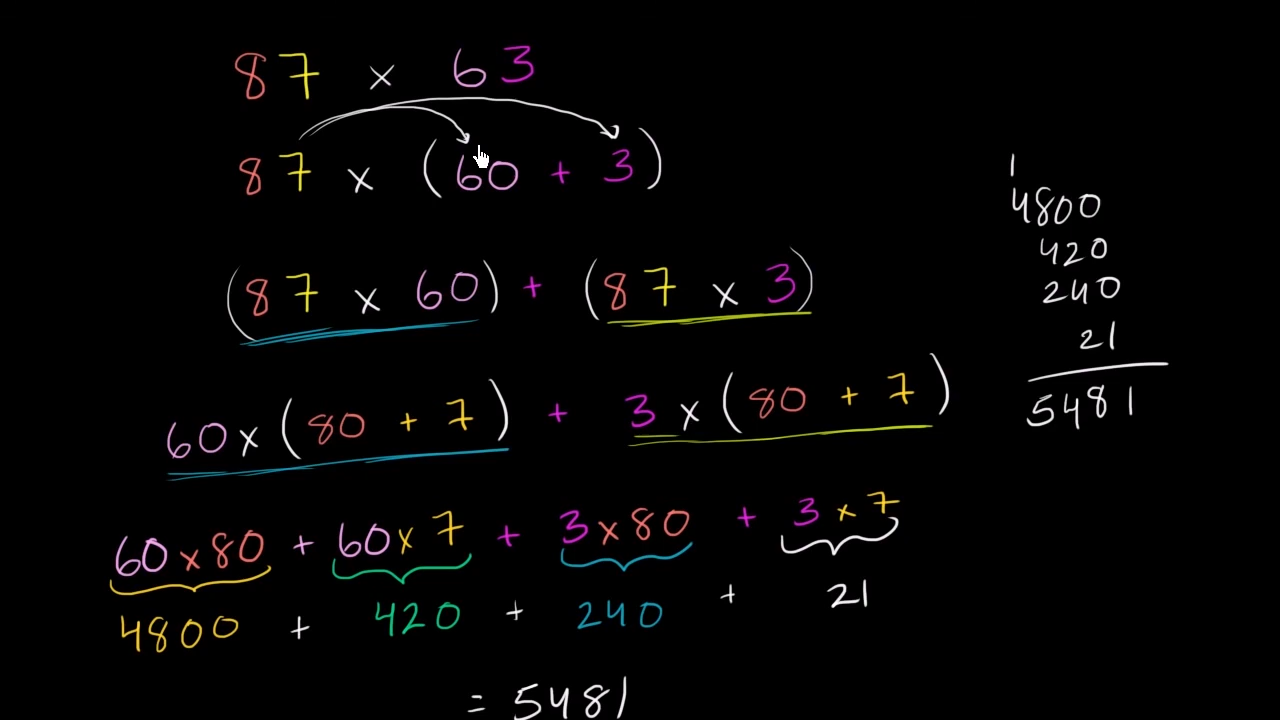 87 × 63
87 × (60 + 3)
(87 × 60) + (87 × 3)
60 × (80 + 7) + 3 × (80 + 7)
60 × 80 + 60 × 7 + 3 × 80 + 3 × 7
4800 + 420 + 240 + 21
= 5481
1
4800
420
240
21
5481